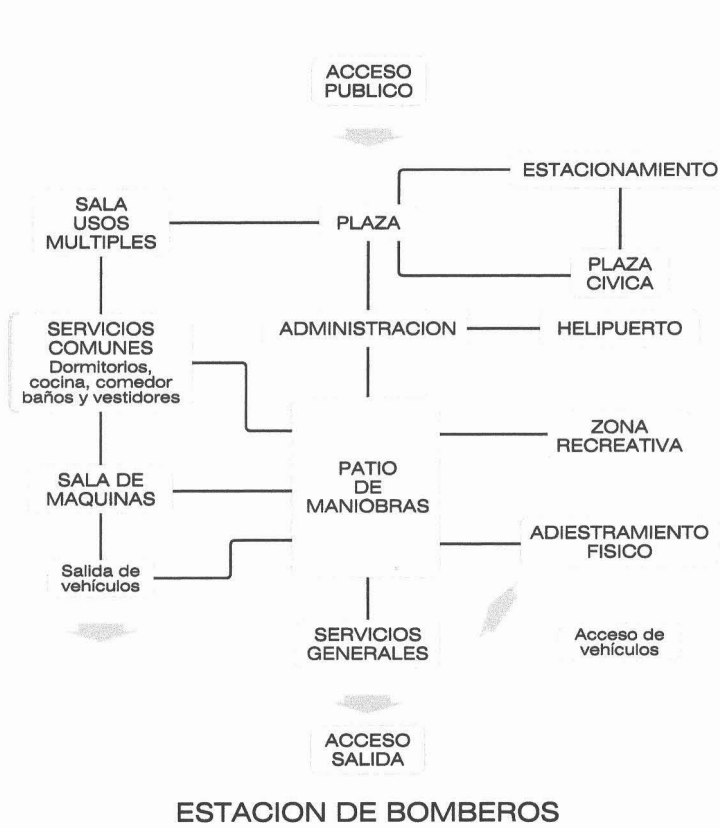 ACCESO
PUBLICO
ESTACIONAMIENTO
SALA
USOS
MULTIPLES
PLAZA
PLAZA
CIVICA
SERVICIOS
COMUNES
Dormitorios,
cocina, comedor
baños y vestidores
ADMINISTRACION
HELIPUERTO
ZONA
RECREATIVA
PATIO
DE
MANIOBRAS
SALA DE
MAQUINAS
ADIESTRAMIENTO
FISICO
Salida de
vehículos
SERVICIOS
GENERALES
Acceso de
vehículos
ACCESO
SALIDA
ESTACION DE BOMBEROS